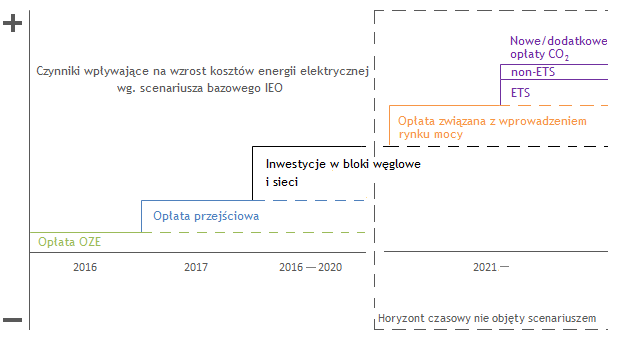 Nowe/dodatkowe
opłaty CO2
Czynniki wpływające na wzrost kosztów energii elektrycznej
wg. scenariusza bazowego IEO
non-ETS
ETS
Opłata związana z wprowadzeniem
rynku mocy
Inwestycje w bloki węglowe
i sieci
Opłata przejściowa
Opłata OZE
2016
2017
2016 — 2020
2021 —
Horyzont czasowy nie objęty scenariuszem